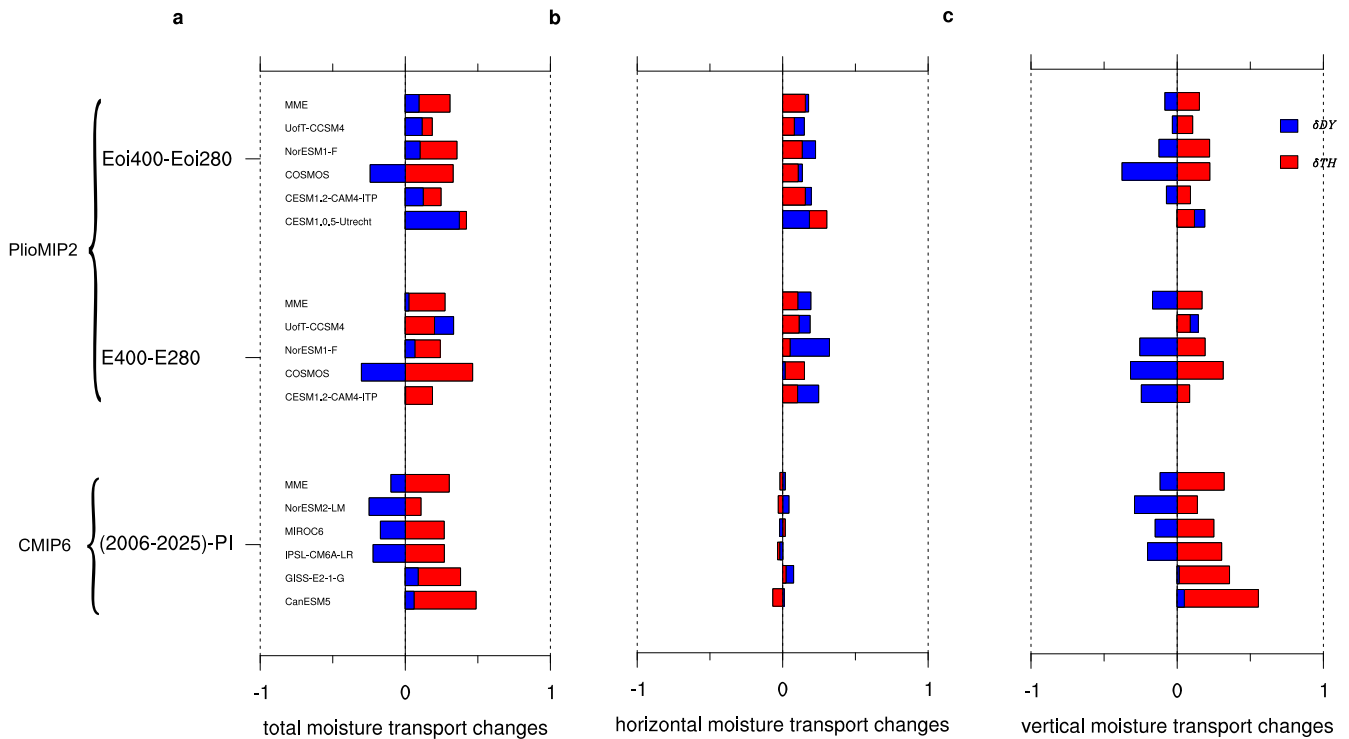 a
b
c
MME
UofT-CCSM4
NorESM1-F
COSMOS
CESM1.2-CAM4-ITP
CESM1.0.5-Utrecht
Eoi400-Eoi280
δDY
δTH
PlioMIP2
MME
UofT-CCSM4
NorESM1-F
COSMOS
CESM1.2-CAM4-ITP
E400-E280
MME
NorESM2-LM
MIROC6
IPSL-CM6A-LR
GISS-E2-1-G
CanESM5
CMIP6
(2006-2025)-PI
-1 0 1
-1 0 1
-1 0 1
total moisture transport changes
horizontal moisture transport changes
vertical moisture transport changes